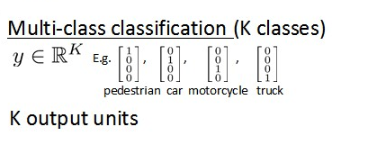 Multi-class classification (K classes)
y ∈ ℝ^K E.g. [1 0 0 0], [0 1 0 0], [0 0 1 0], [0 0 0 1]
pedestrian car motorcycle truck
K output units